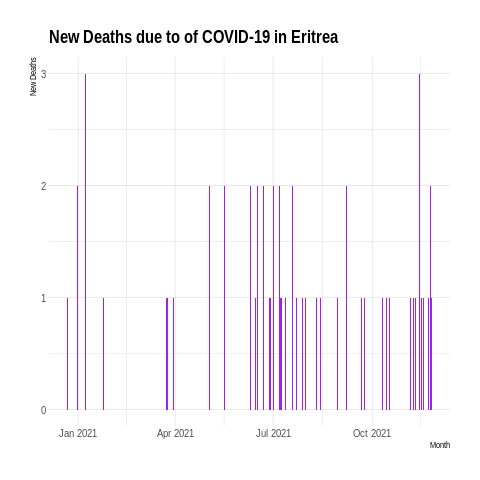 New Deaths due to of COVID-19 in Eritrea
New Deaths
3
2
1
0
Jan 2021 Apr 2021 Jul 2021 Oct 2021
Month